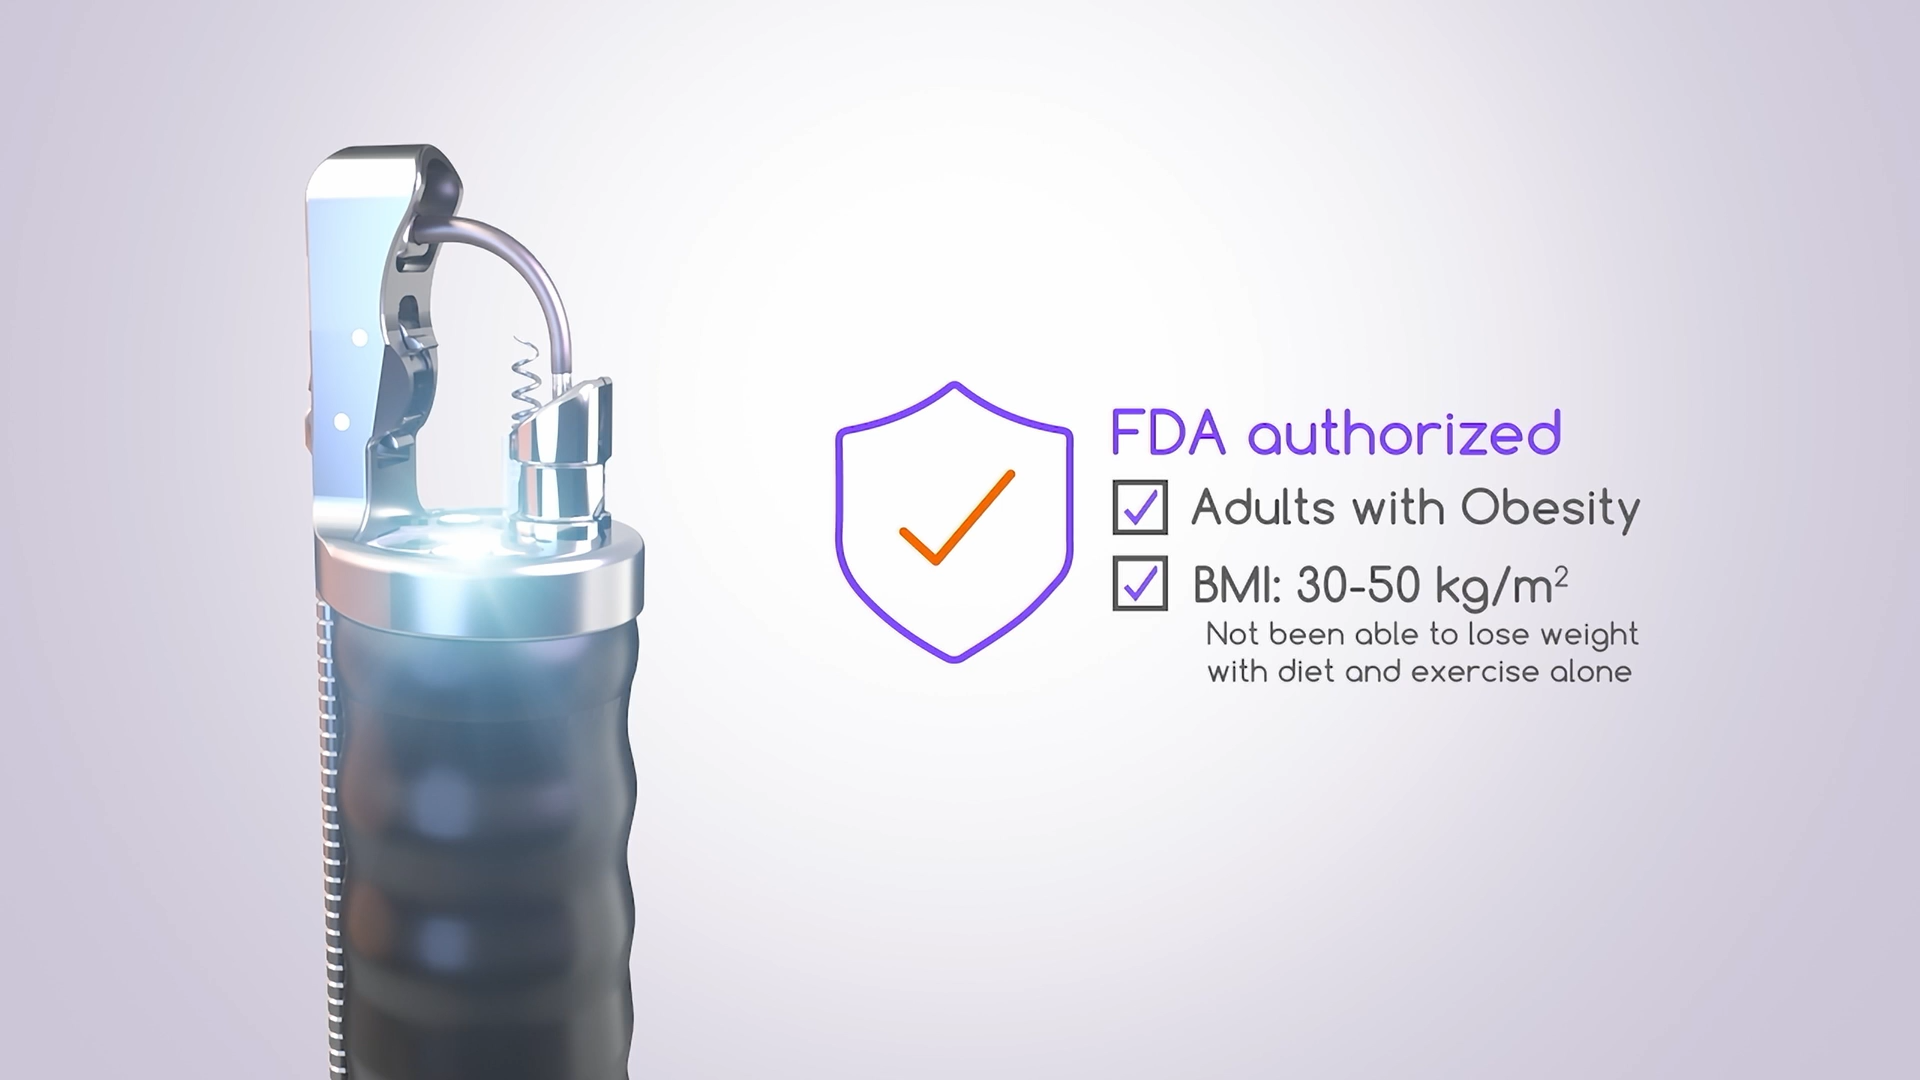 FDA authorized
Adults with Obesity
BMI: 30-50 kg/m²
Not been able to lose weight
with diet and exercise alone